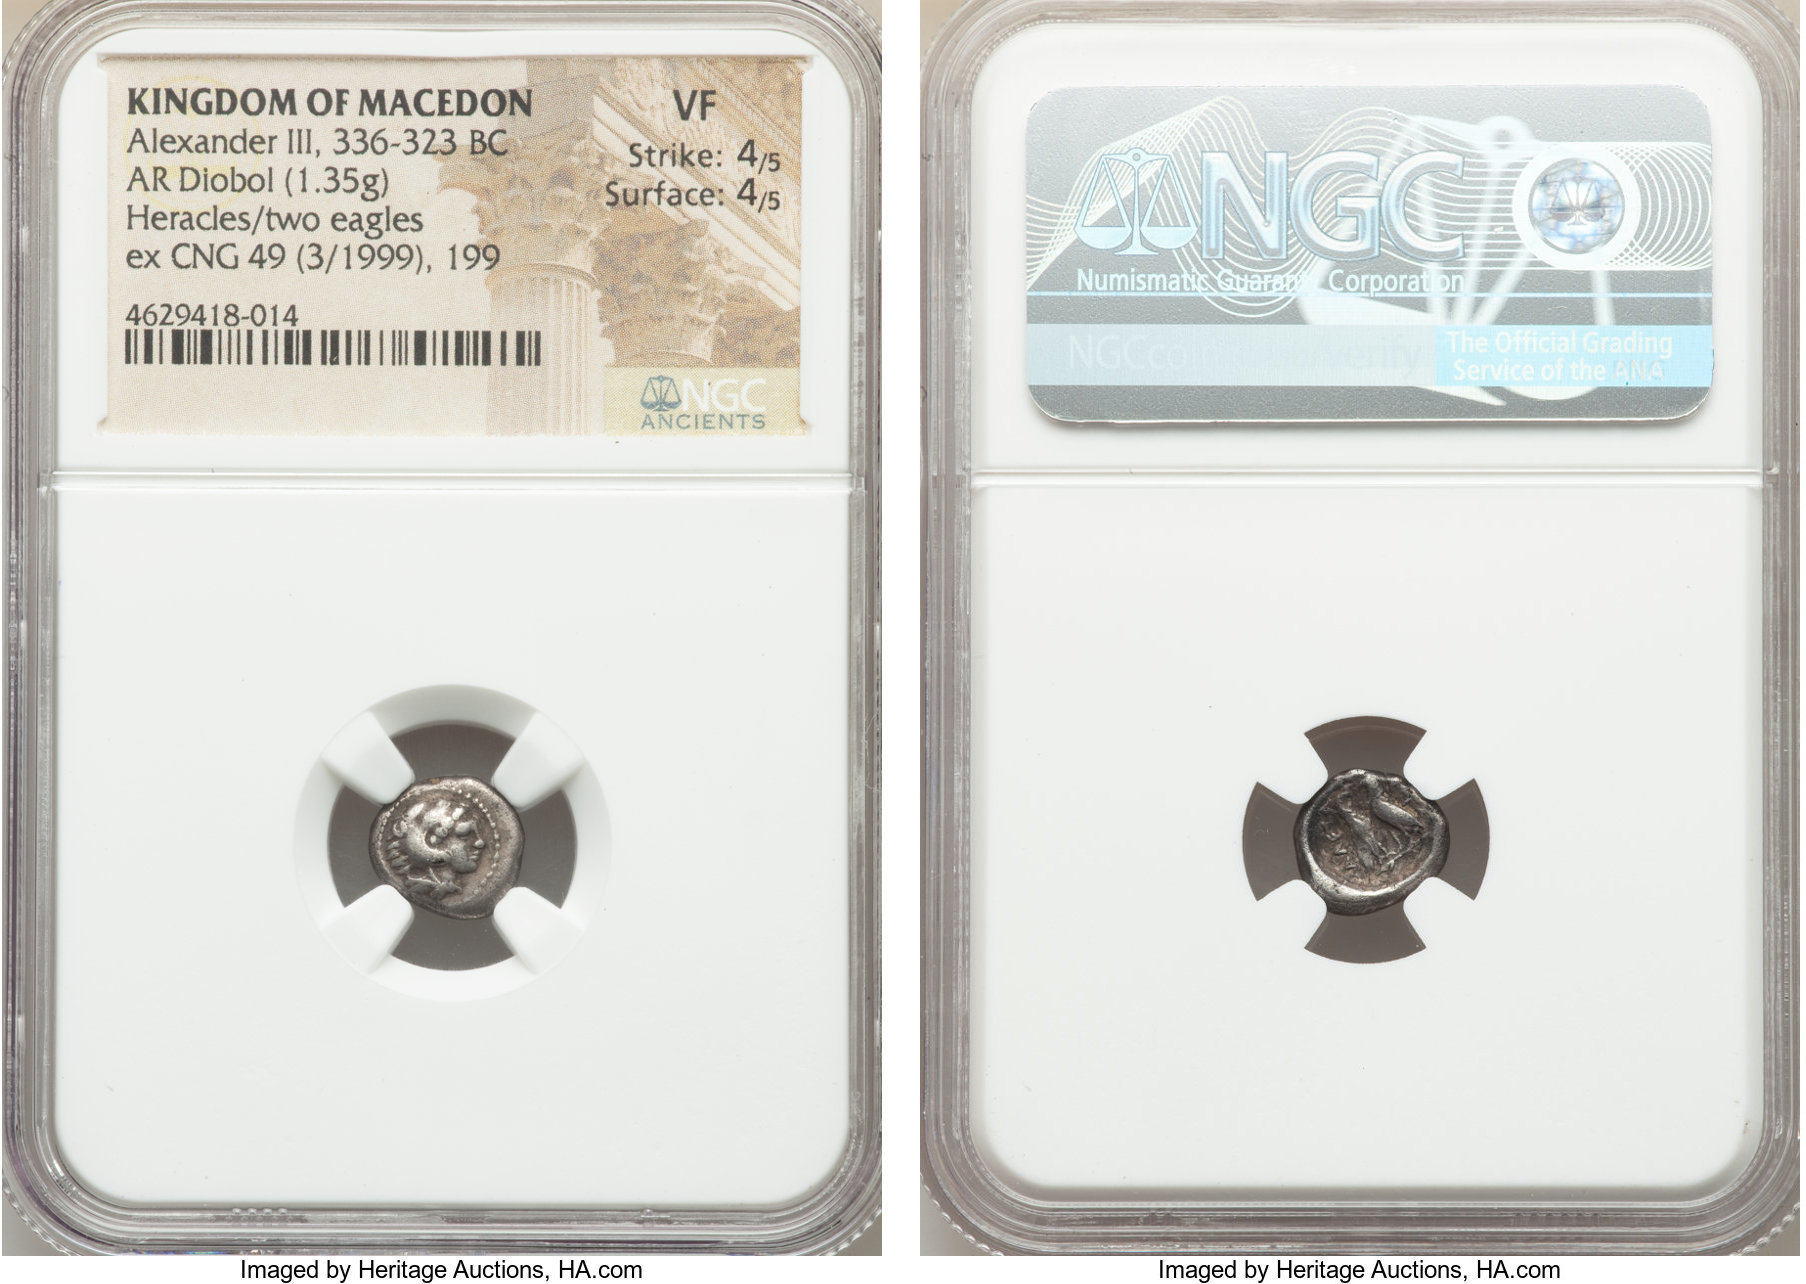 KINGDOM OF MACEDON
Alexander III, 336-323 BC
AR Diobol (1.35g)
Heracles/two eagles
ex CNG 49 (3/1999), 199
4629418-014
VF
Strike: 4/5
Surface: 4/5
NGC
ANCIENTS
NGC
Numismatic Guaranty Corporation
The Official Grading
Service of the ANA
Imaged by Heritage Auctions, HA.com
Imaged by Heritage Auctions, HA.com